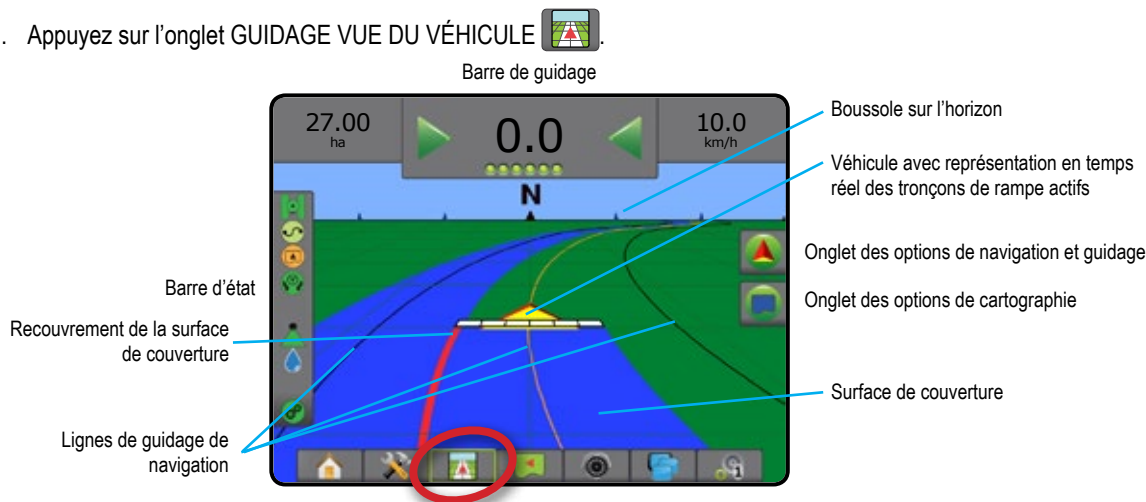 . Appuyez sur l'onglet GUIDAGE VUE DU VÉHICULE .
Barre de guidage
27.00
ha
0.0
10.0
km/h
N
Boussole sur l'horizon
Véhicule avec représentation en temps
réel des tronçons de rampe actifs
Onglet des options de navigation et guidage
Onglet des options de cartographie
Barre d'état
Recouvrement de la surface
de couverture
Surface de couverture
Lignes de guidage de
navigation
1